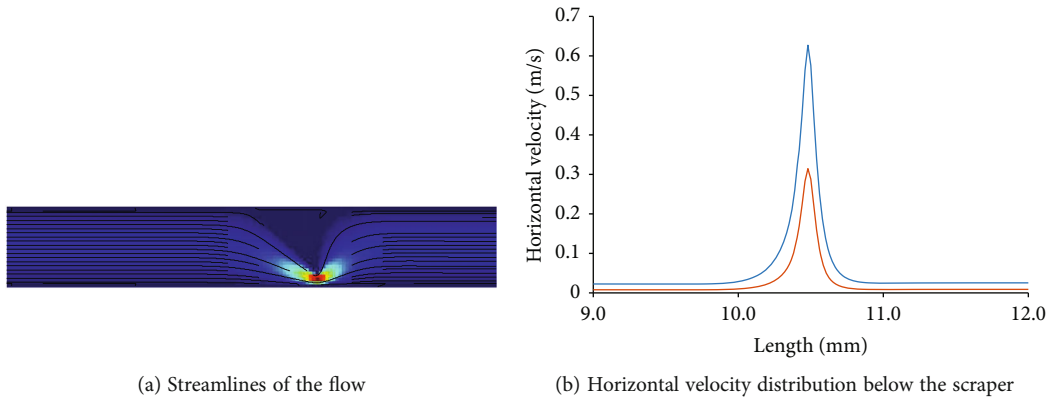 0.7
0.6
0.5
0.4
0.3
0.2
0.1
0
Horizontal velocity (m/s)
9.0 10.0 11.0 12.0
Length (mm)
(a) Streamlines of the flow
(b) Horizontal velocity distribution below the scraper